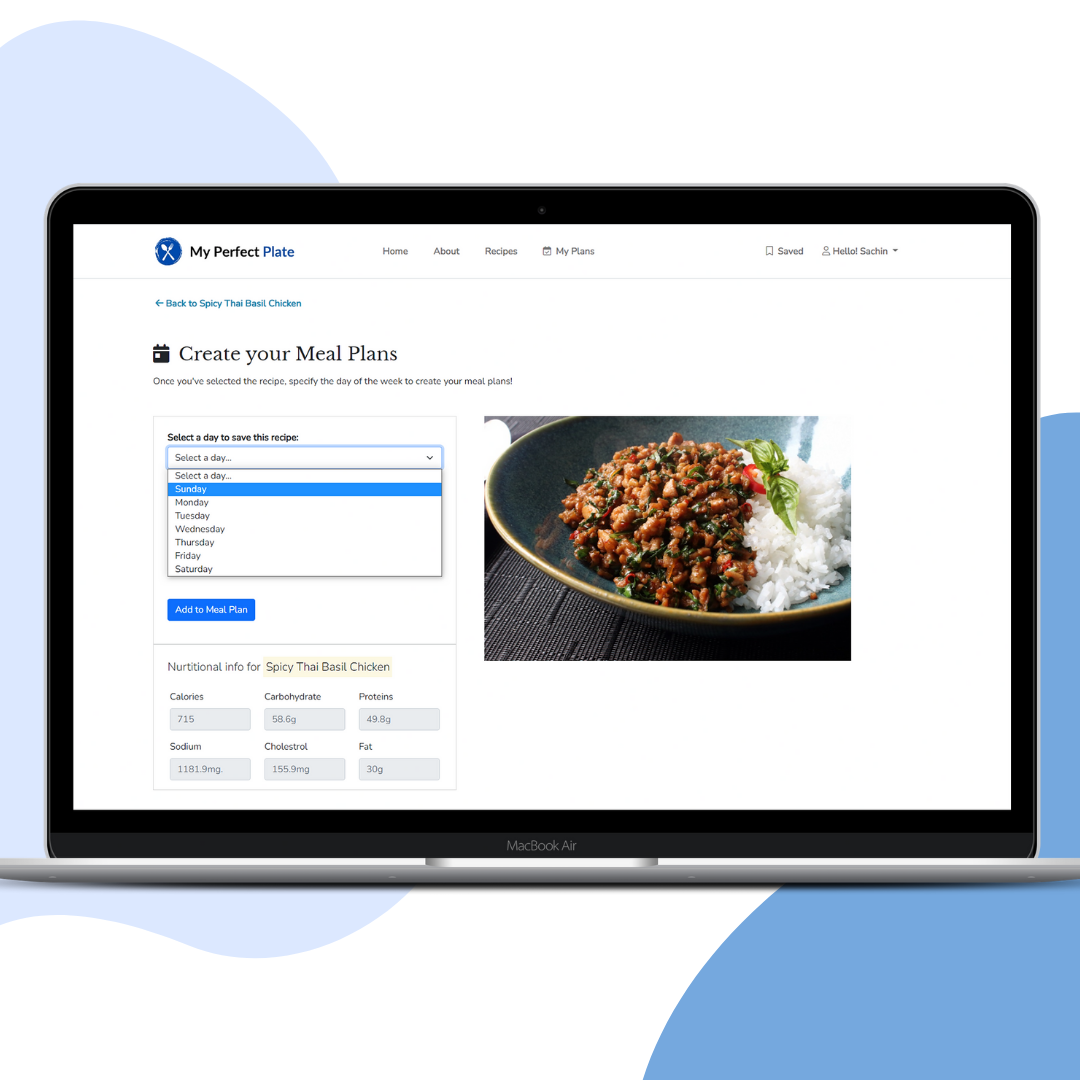 My Perfect Plate
Home About Recipes My Plans Saved Hello! Sachin
Back to Spicy Thai Basil Chicken
Create your Meal Plans
Once you've selected the recipe, specify the day of the week to create your meal plans!
Select a day to save this recipe:
Select a day...
Select a day...
Sunday
Monday
Tuesday
Wednesday
Thursday
Friday
Saturday
Add to Meal Plan
Nurtitional info for Spicy Thai Basil Chicken
Calories Carbohydrate Proteins
715 58.6g 49.8g
Sodium Cholestrol Fat
1181.9mg. 155.9mg 30g
MacBook Air